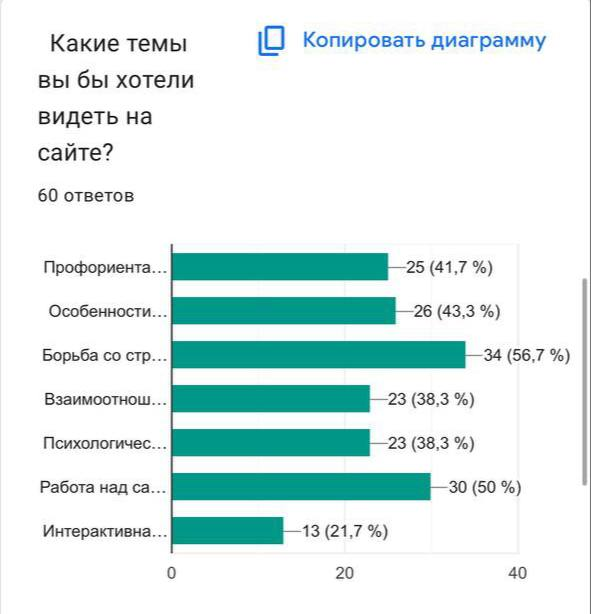 Какие темы
вы бы хотели
видеть на
сайте?
Копировать диаграмму
60 ответов
Профориента... 25 (41,7 %)
Особенности... 26 (43,3 %)
Борьба со стр... 34 (56,7 %)
Взаимоотнош... 23 (38,3 %)
Психологичес... 23 (38,3 %)
Работа над са... 30 (50 %)
Интерактивна... 13 (21,7 %)
0 20 40